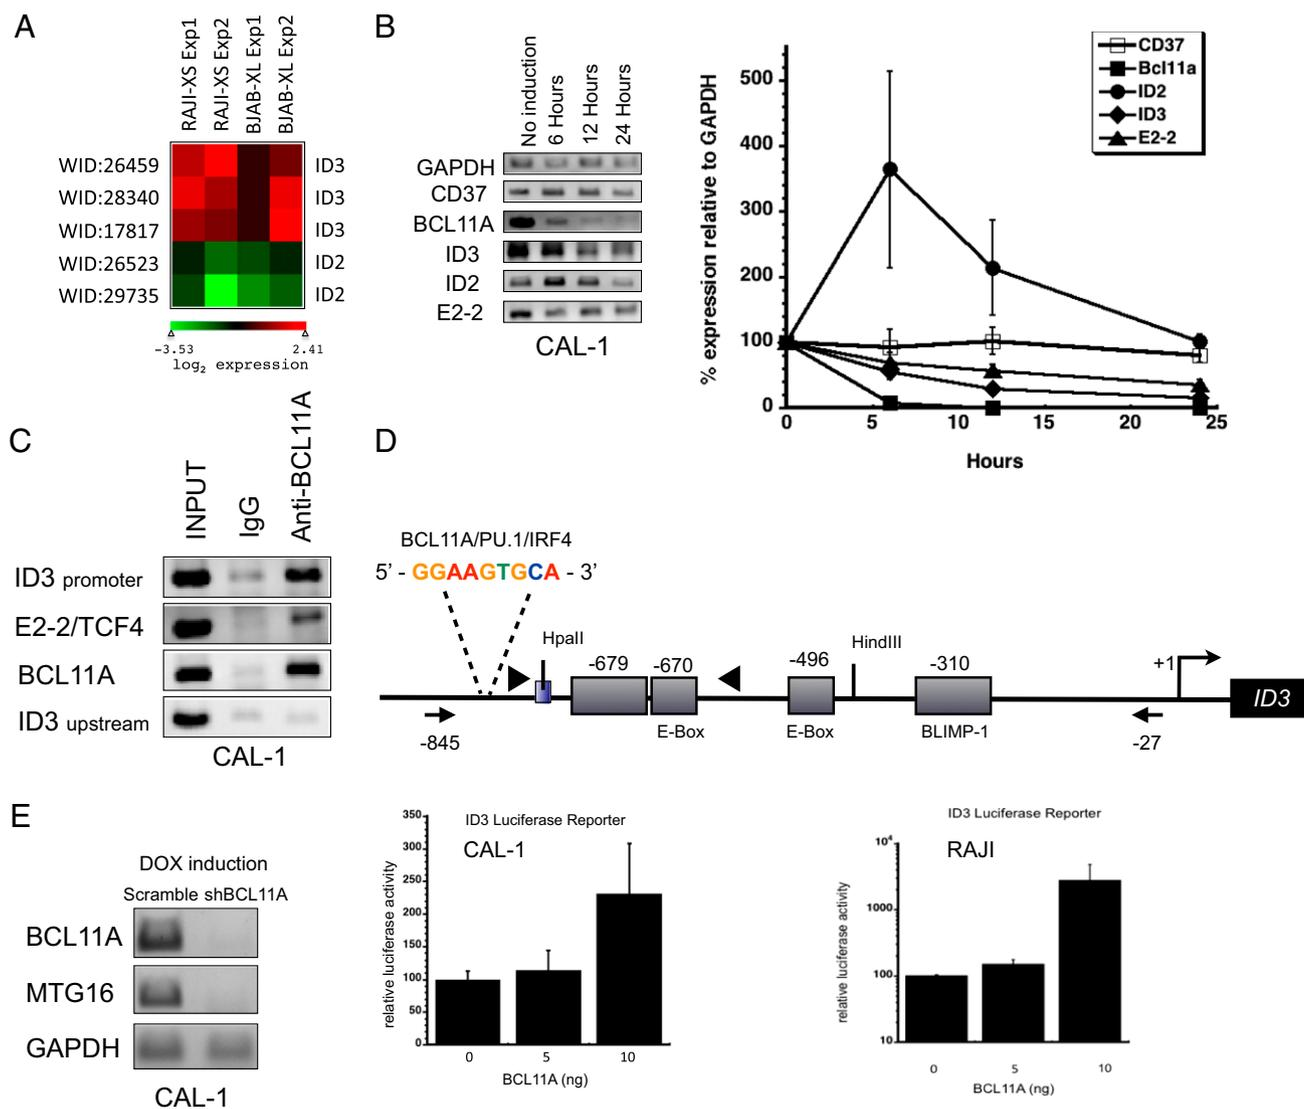 A
RAJI-XS Exp1
RAJI-XS Exp2
BJAB-XL Exp1
BJAB-XL Exp2
WID:26459 ID3
WID:28340 ID3
WID:17817 ID3
WID:26523 ID2
WID:29735 ID2
-3.53 2.41
log2 expression
B
No induction
6 Hours
12 Hours
24 Hours
GAPDH
CD37
BCL11A
ID3
ID2
E2-2
CAL-1
% expression relative to GAPDH
500
400
300
200
100
0
0 5 10 15 20 25
Hours
CD37
Bcl11a
ID2
ID3
E2-2
C
INPUT
IgG
Anti-BCL11A
ID3 promoter
E2-2/TCF4
BCL11A
ID3 upstream
CAL-1
D
BCL11A/PU.1/IRF4
5' - GGAAGTGCA - 3'
HpaII
HindIII
-679 -670 -496 -310 +1
ID3
E-Box E-Box BLIMP-1
-845 -27
E
DOX induction
Scramble shBCL11A
BCL11A
MTG16
GAPDH
CAL-1
ID3 Luciferase Reporter
CAL-1
relative luciferase activity
350
300
250
200
150
100
50
0
0 5 10
BCL11A (ng)
ID3 Luciferase Reporter
RAJI
relative luciferase activity
10^4
1000
100
10
0 5 10
BCL11A (ng)